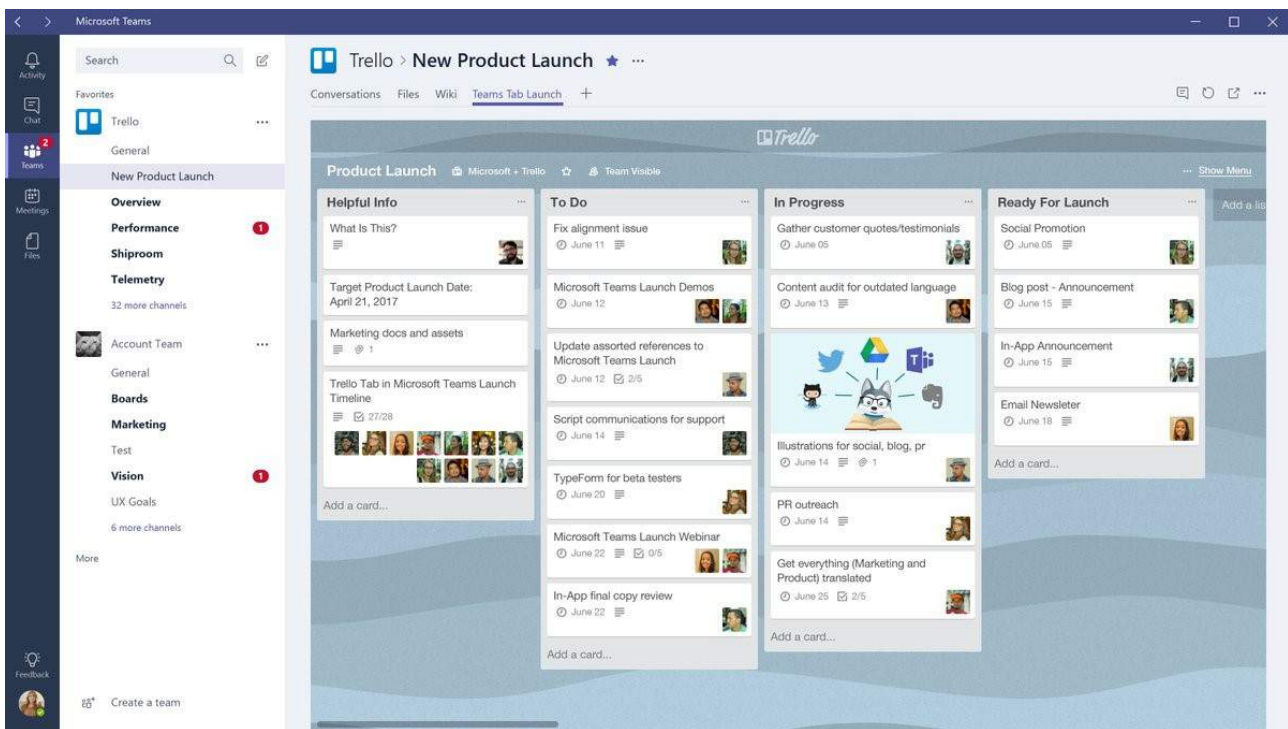 Microsoft Teams
Activity
Chat
2
Teams
Meetings
Files
Feedback
Search
Favorites
Trello
General
New Product Launch
Overview
Performance 1
Shiproom
Telemetry
32 more channels
Account Team
General
Boards
Marketing
Test
Vision 1
UX Goals
6 more channels
More
Create a team
Trello > New Product Launch
Conversations Files Wiki Teams Tab Launch
Trello
Product Launch Microsoft + Trello Team Visible
Show Menu
Helpful Info
What Is This?
Target Product Launch Date:
April 21, 2017
Marketing docs and assets
1
Trello Tab in Microsoft Teams Launch
Timeline
27/28
Add a card...
To Do
Fix alignment issue
June 11
Microsoft Teams Launch Demos
June 12
Update assorted references to
Microsoft Teams Launch
June 12 2/5
Script communications for support
June 14
TypeForm for beta testers
June 20
Microsoft Teams Launch Webinar
June 22 0/5
In-App final copy review
June 22
Add a card...
In Progress
Gather customer quotes/testimonials
June 05
Content audit for outdated language
June 13
Illustrations for social, blog, pr
June 14 1
PR outreach
June 14
Get everything (Marketing and
Product) translated
June 25 2/5
Add a card...
Ready For Launch
Social Promotion
June 05
Blog post - Announcement
June 15
In-App Announcement
June 15
Email Newsleter
June 18
Add a card...
Add a lis